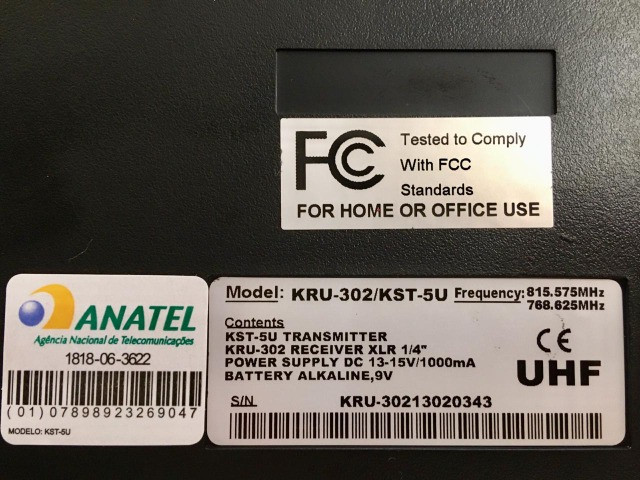 FC
Tested to Comply
With FCC
Standards
FOR HOME OR OFFICE USE
ANATEL
Agência Nacional de Telecomunicações
1818-06-3622
(01)07898923269047
MODELO: KST-5U
Model: KRU-302/KST-5U Frequency: 815.575MHz
768.625MHz
Contents
KST-5U TRANSMITTER
KRU-302 RECEIVER XLR 1/4"
POWER SUPPLY DC 13-15V/1000mA
BATTERY ALKALINE,9V
CE
UHF
S/N KRU-30213020343